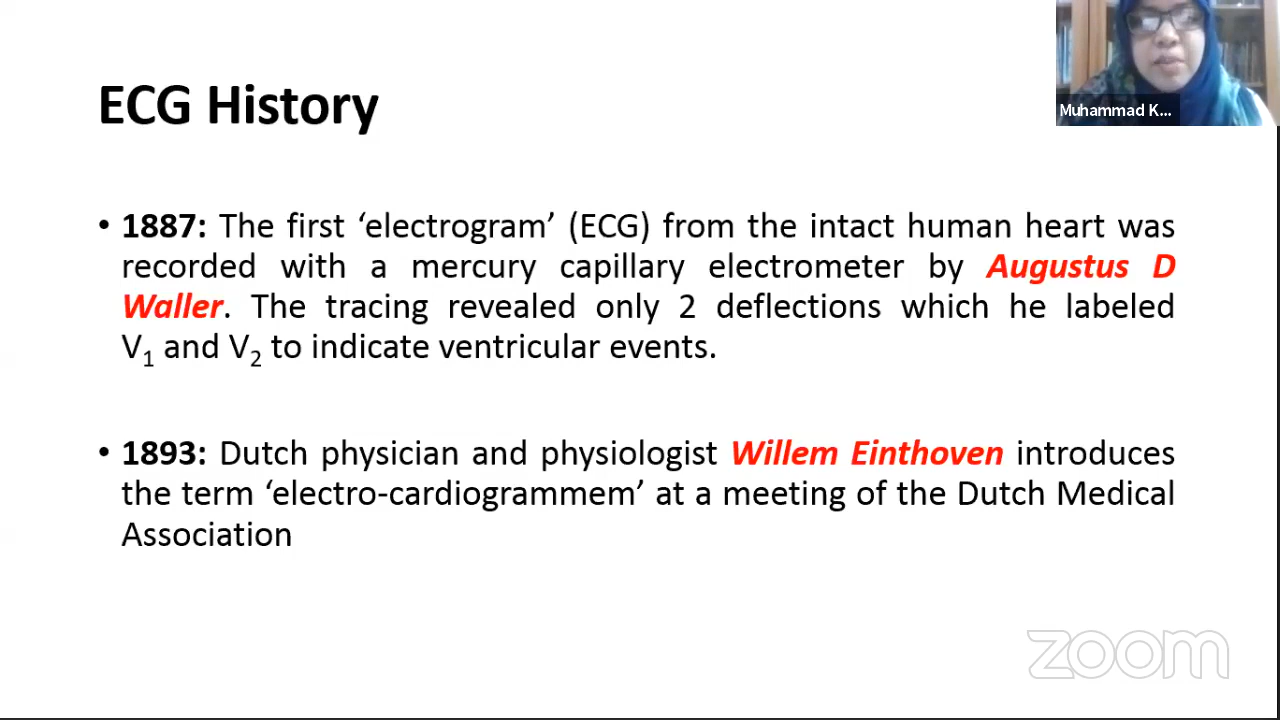 ECG History
Muhammad K...
• 1887: The first ‘electrogram’ (ECG) from the intact human heart was
recorded with a mercury capillary electrometer by Augustus D
Waller. The tracing revealed only 2 deflections which he labeled
V₁ and V₂ to indicate ventricular events.
• 1893: Dutch physician and physiologist Willem Einthoven introduces
the term ‘electro-cardiogrammem’ at a meeting of the Dutch Medical
Association
zoom